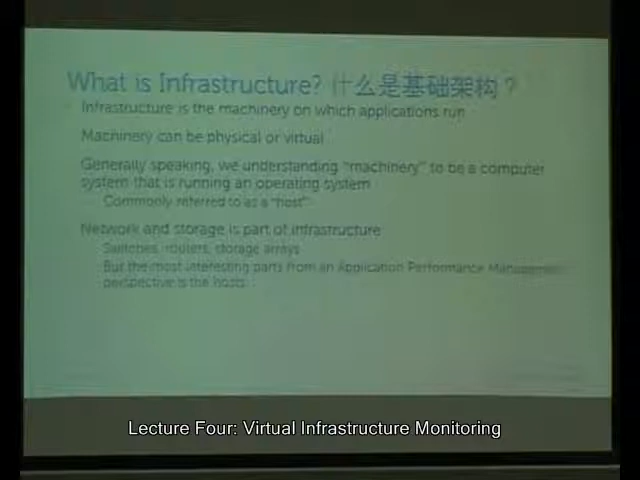 What is Infrastructure? 什么是基础架构？
Infrastructure is the machinery on which applications run
Machinery can be physical or virtual
Generally speaking, we understanding "machinery" to be a computer
system that is running an operating system
Commonly referred to as a "host"
Network and storage is part of infrastructure
Switches, routers, storage arrays
But the most interesting parts from an Application Performance Management
perspective is the hosts
Lecture Four: Virtual Infrastructure Monitoring